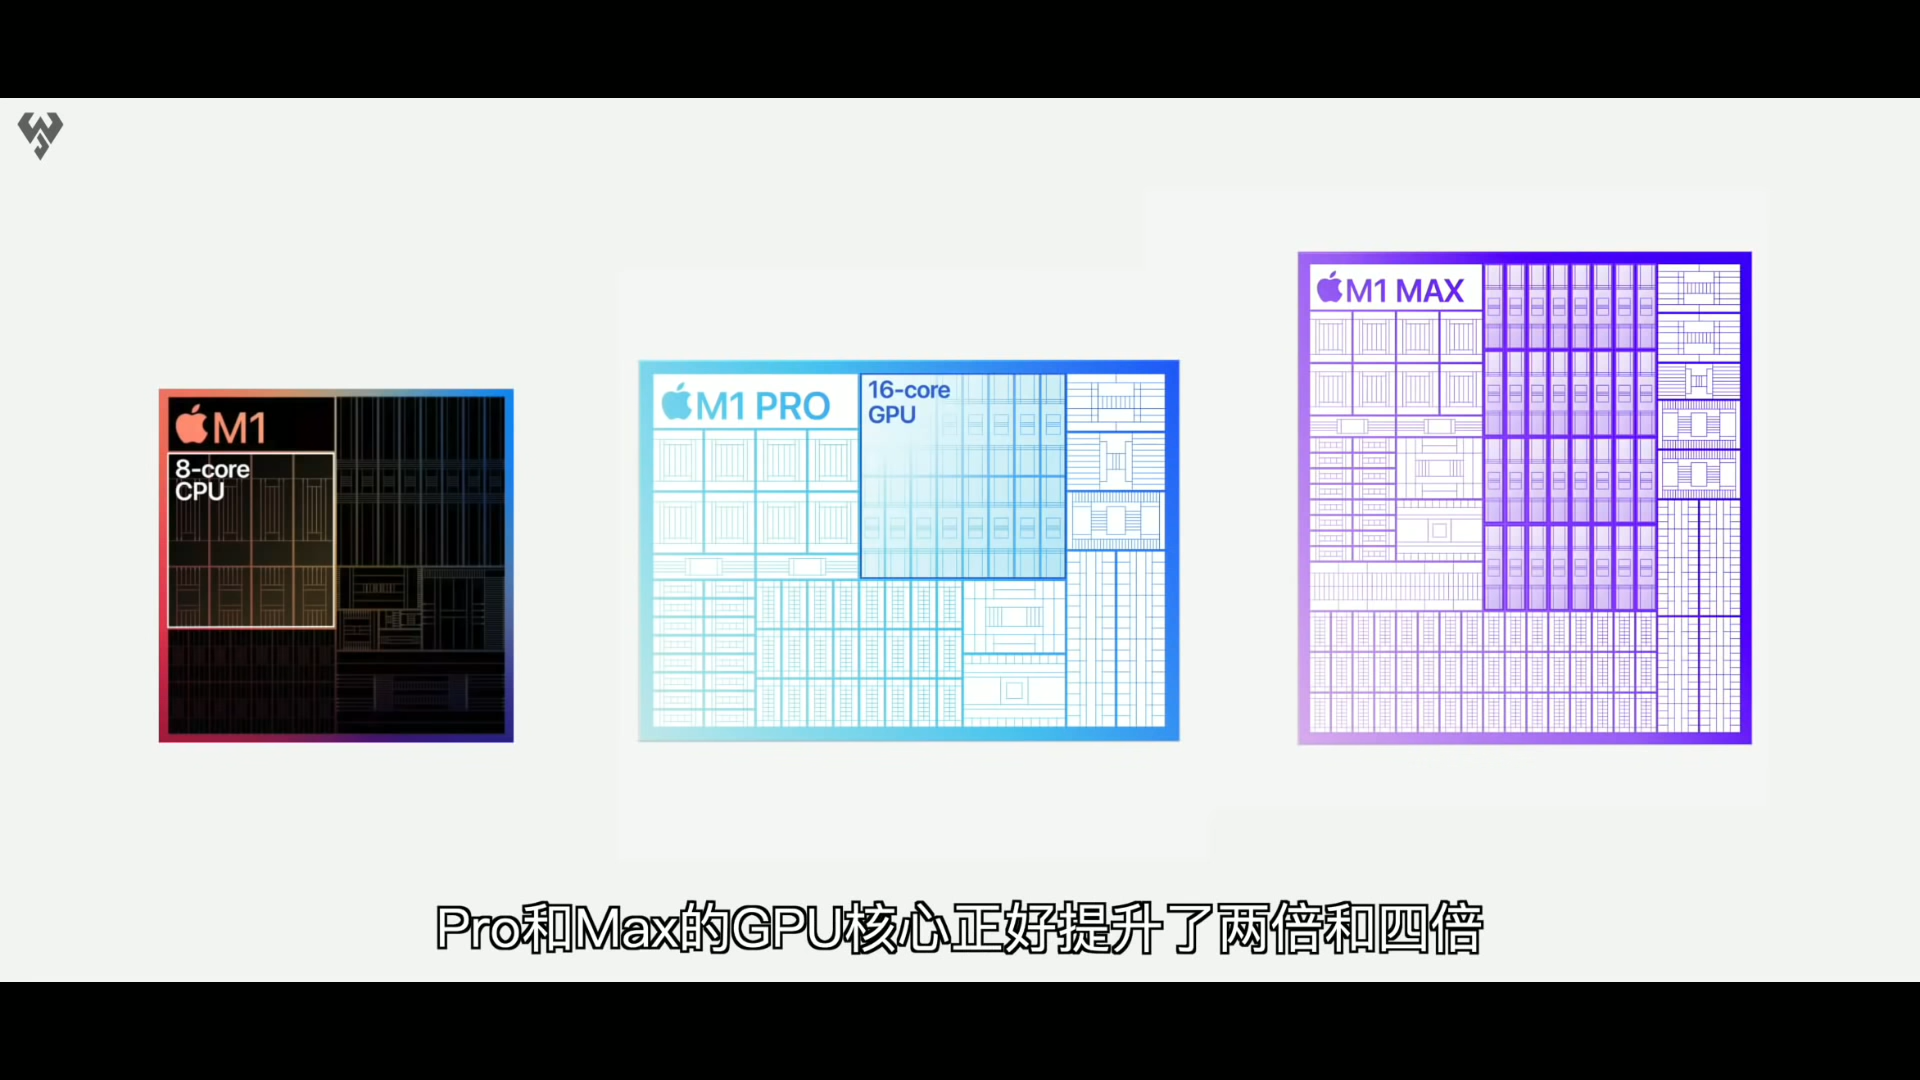 M1
8-core
CPU
M1 PRO
16-core
GPU
M1 MAX
Pro和Max的GPU核心正好提升了两倍和四倍